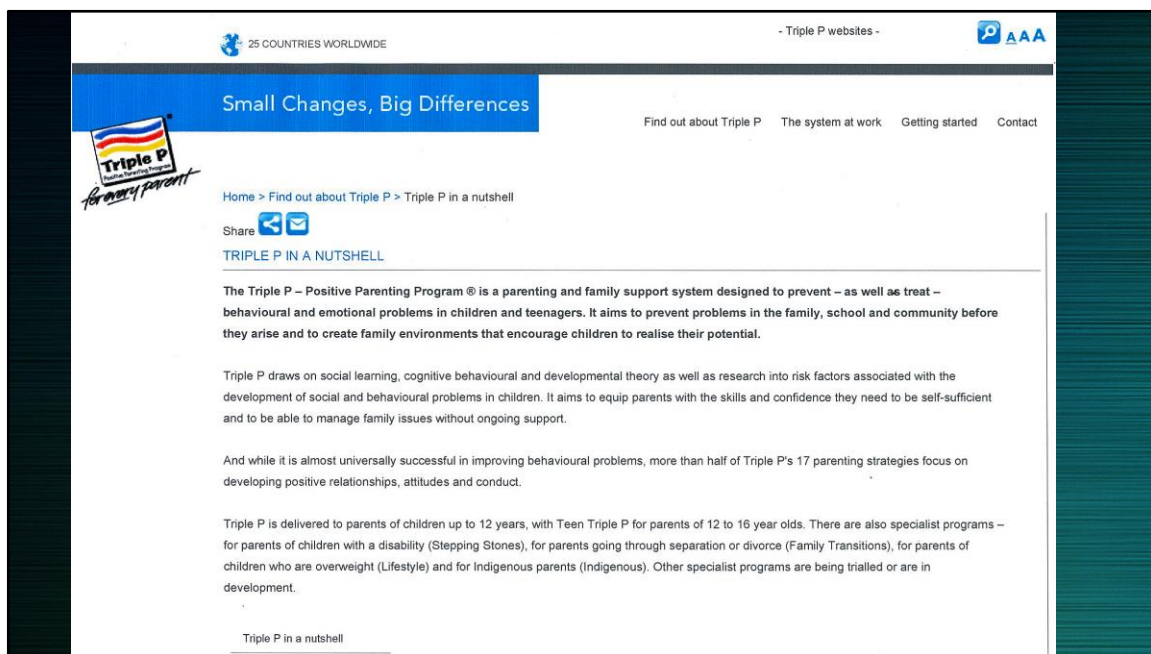 25 COUNTRIES WORLDWIDE
- Triple P websites -
A A A
Small Changes, Big Differences
Find out about Triple P The system at work Getting started Contact
Triple P
Positive Parenting Program
for every parent
Home > Find out about Triple P > Triple P in a nutshell
Share
TRIPLE P IN A NUTSHELL
The Triple P – Positive Parenting Program ® is a parenting and family support system designed to prevent – as well as treat –
behavioural and emotional problems in children and teenagers. It aims to prevent problems in the family, school and community before
they arise and to create family environments that encourage children to realise their potential.
Triple P draws on social learning, cognitive behavioural and developmental theory as well as research into risk factors associated with the
development of social and behavioural problems in children. It aims to equip parents with the skills and confidence they need to be self-sufficient
and to be able to manage family issues without ongoing support.
And while it is almost universally successful in improving behavioural problems, more than half of Triple P's 17 parenting strategies focus on
developing positive relationships, attitudes and conduct.
Triple P is delivered to parents of children up to 12 years, with Teen Triple P for parents of 12 to 16 year olds. There are also specialist programs –
for parents of children with a disability (Stepping Stones), for parents going through separation or divorce (Family Transitions), for parents of
children who are overweight (Lifestyle) and for Indigenous parents (Indigenous). Other specialist programs are being trialled or are in
development.
Triple P in a nutshell